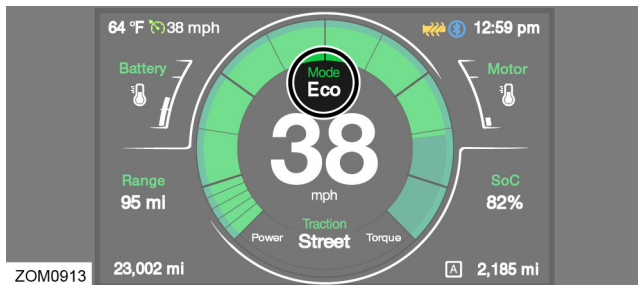 64 °F 38 mph 12:59 pm
Battery
Mode
Eco
Motor
38
mph
Range
95 mi
SoC
82%
Traction
Power Street Torque
23,002 mi
A 2,185 mi
ZOM0913